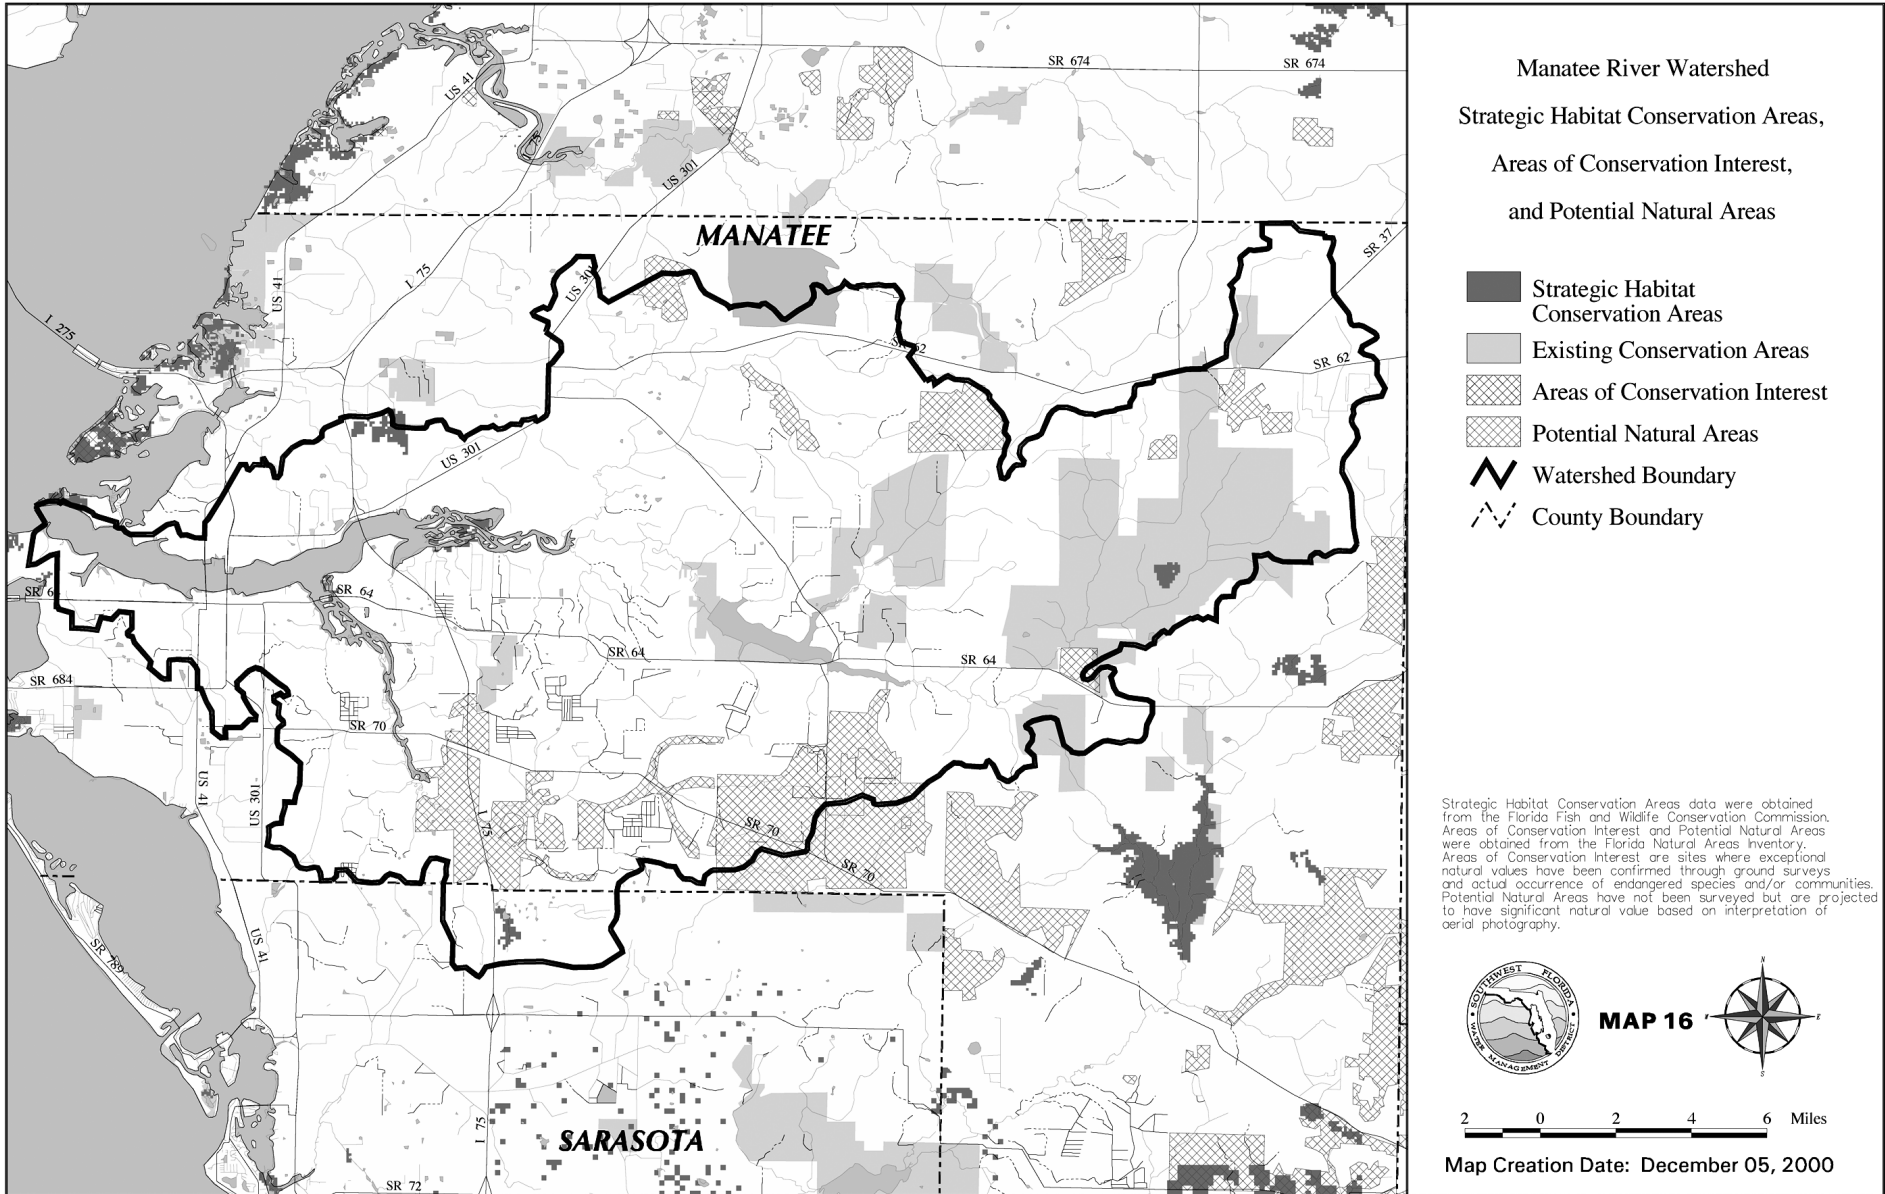 Manatee River Watershed
Strategic Habitat Conservation Areas,
Areas of Conservation Interest,
and Potential Natural Areas
Strategic Habitat
Conservation Areas
Existing Conservation Areas
Areas of Conservation Interest
Potential Natural Areas
Watershed Boundary
County Boundary
Strategic Habitat Conservation Areas data were obtained
from the Florida Fish and Wildlife Conservation Commission.
Areas of Conservation Interest and Potential Natural Areas
were obtained from the Florida Natural Areas Inventory.
Areas of Conservation Interest are sites where exceptional
natural values have been confirmed through ground surveys
and actual occurrence of endangered species and/or communities.
Potential Natural Areas have not been surveyed but are projected
to have significant natural value based on interpretation of
aerial photography.
SOUTHWEST FLORIDA
WATER MANAGEMENT DISTRICT
MAP 16
N
E
S
2 0 2 4 6 Miles
Map Creation Date: December 05, 2000
SR 674
SR 674
US 41
75
US 301
MANATEE
SR 37
I 75
US 41
US 301
I 275
SR 62
SR 62
US 301
SR 64
SR 64
SR 64
SR 684
SR 70
US 41
US 301
I 75
SR 70
SR 70
US 41
SR 789
I 75
SARASOTA
SR 72